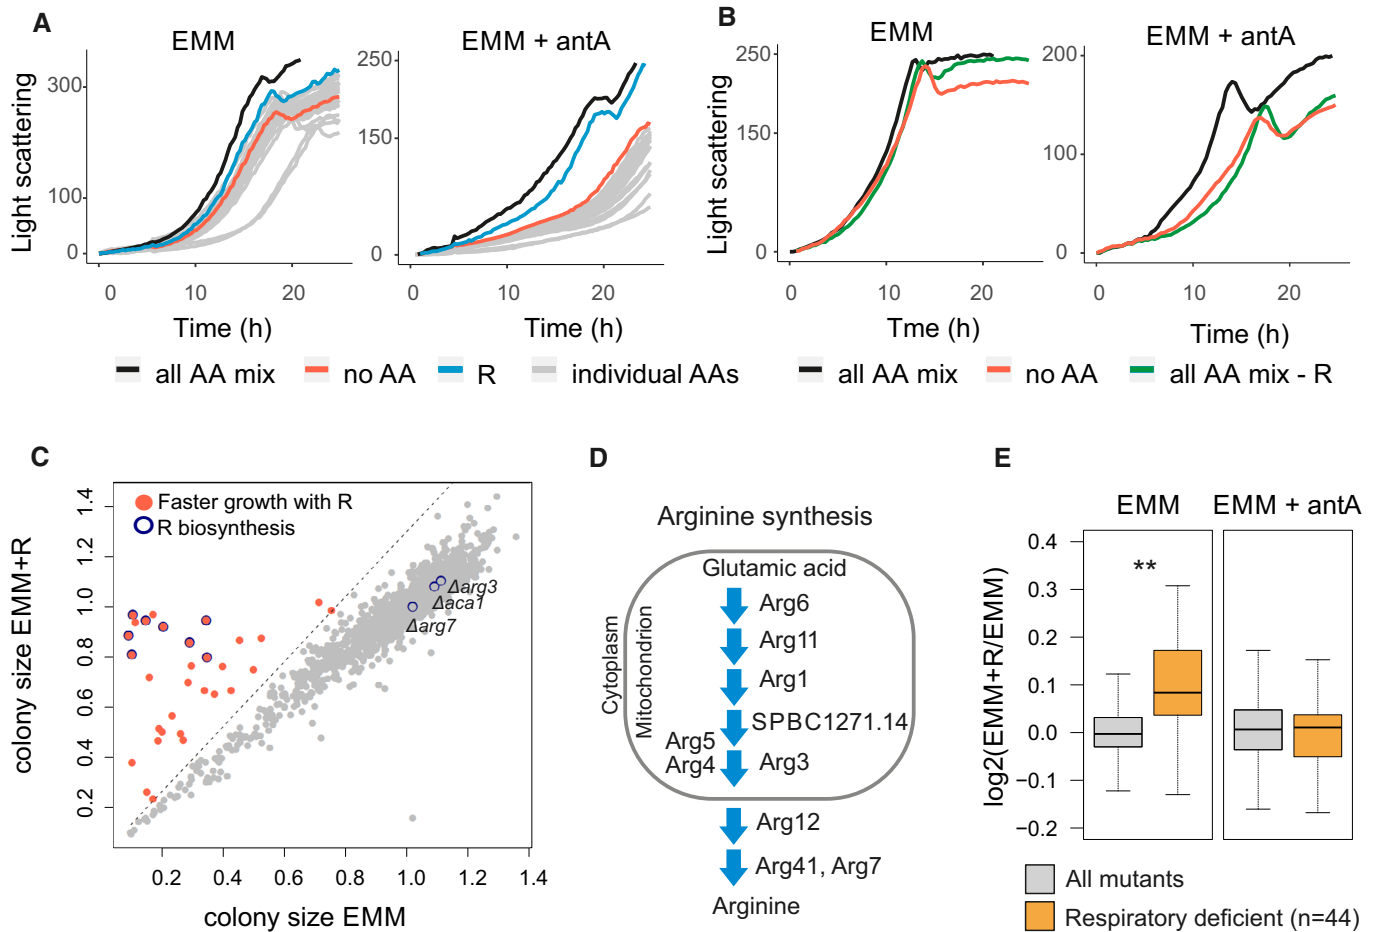 A
EMM
EMM + antA
Light scattering
300
100
0
0
10
20
Time (h)
250
150
0
0
10
20
Time (h)
all AA mix
no AA
R
individual AAs
B
EMM
EMM + antA
Light scattering
250
150
0
0
10
20
Tme (h)
200
100
0
0
10
20
Time (h)
all AA mix
no AA
all AA mix - R
C
Faster growth with R
R biosynthesis
Δarg3
Δaca1
Δarg7
colony size EMM+R
1.4
1.2
1.0
0.8
0.6
0.4
0.2
0.2
0.4
0.6
0.8
1.0
1.2
1.4
colony size EMM
D
Arginine synthesis
Cytoplasm
Mitochondrion
Glutamic acid
Arg6
Arg11
Arg1
SPBC1271.14
Arg5
Arg4
Arg3
Arg12
Arg41, Arg7
Arginine
E
EMM
EMM + antA
log2(EMM+R/EMM)
0.4
0.3
0.2
0.1
0.0
−0.1
−0.2
**
All mutants
Respiratory deficient (n=44)